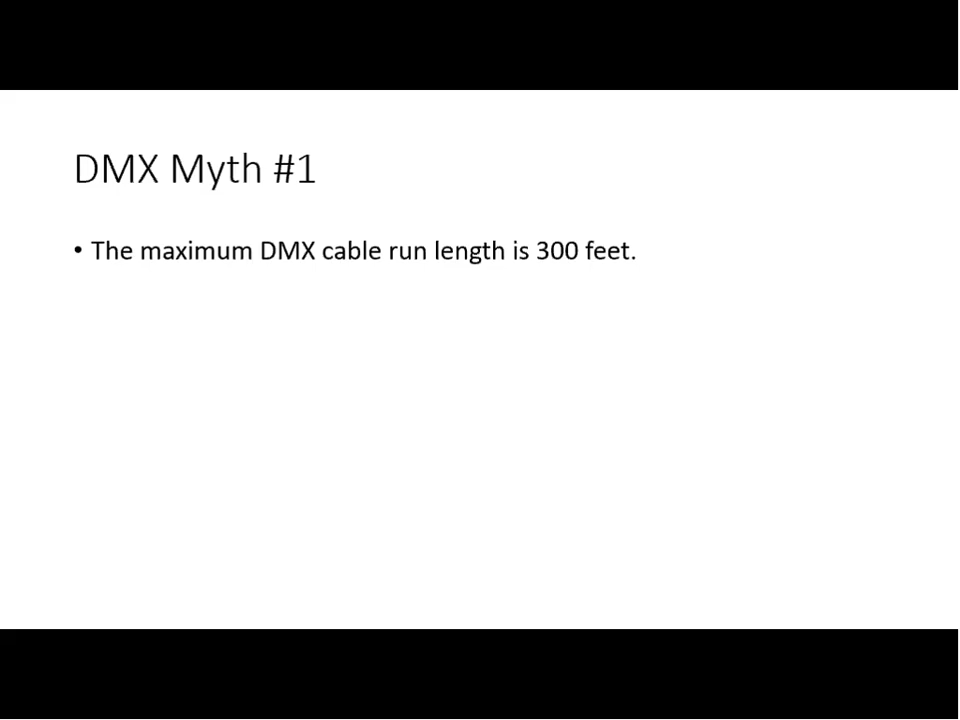 DMX Myth #1
• The maximum DMX cable run length is 300 feet.